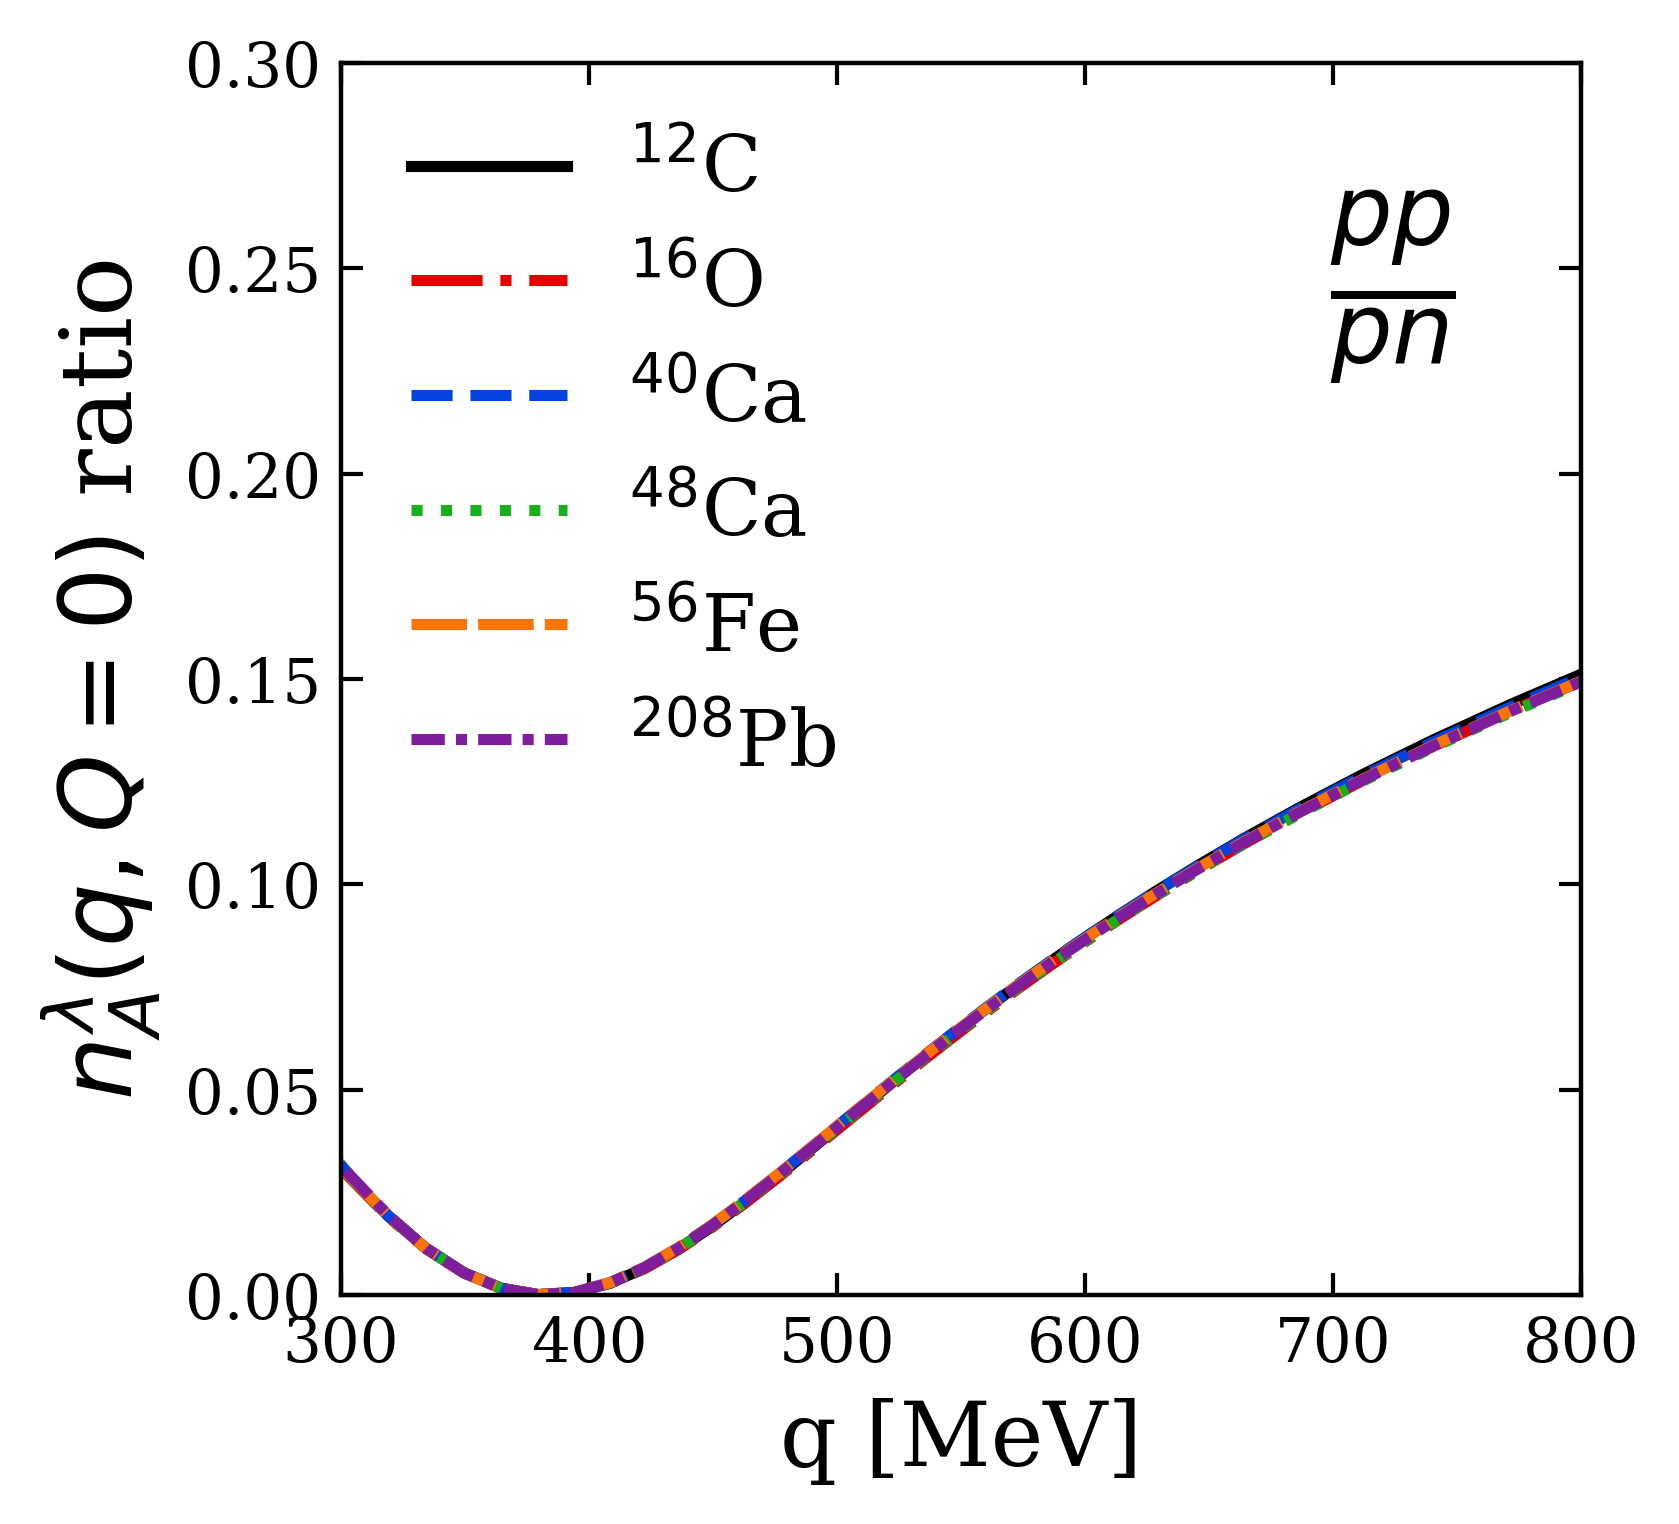 n_A^λ(q, Q = 0) ratio
0.30
0.25
0.20
0.15
0.10
0.05
0.00
¹²C
¹⁶O
⁴⁰Ca
⁴⁸Ca
⁵⁶Fe
²⁰⁸Pb
pp
pn
300 400 500 600 700 800
q [MeV]